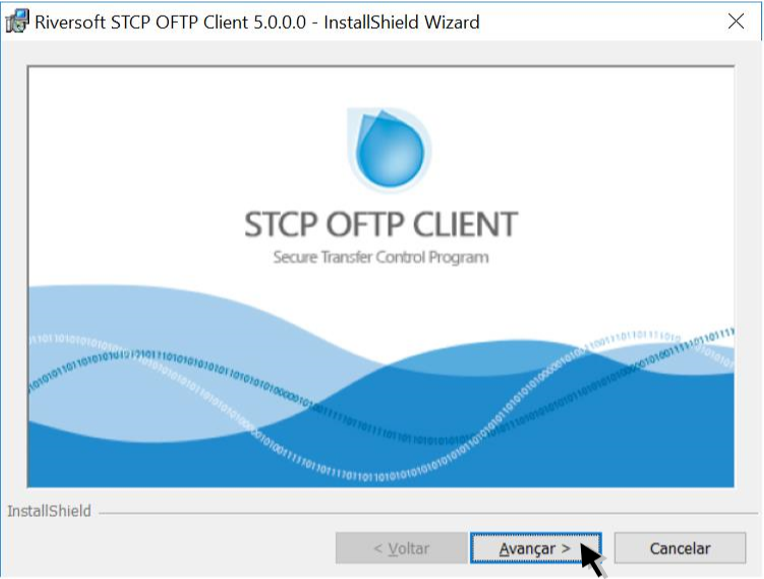 Riversoft STCP OFTP Client 5.0.0.0 - InstallShield Wizard
STCP OFTP CLIENT
Secure Transfer Control Program
InstallShield
< Voltar
Avançar >
Cancelar